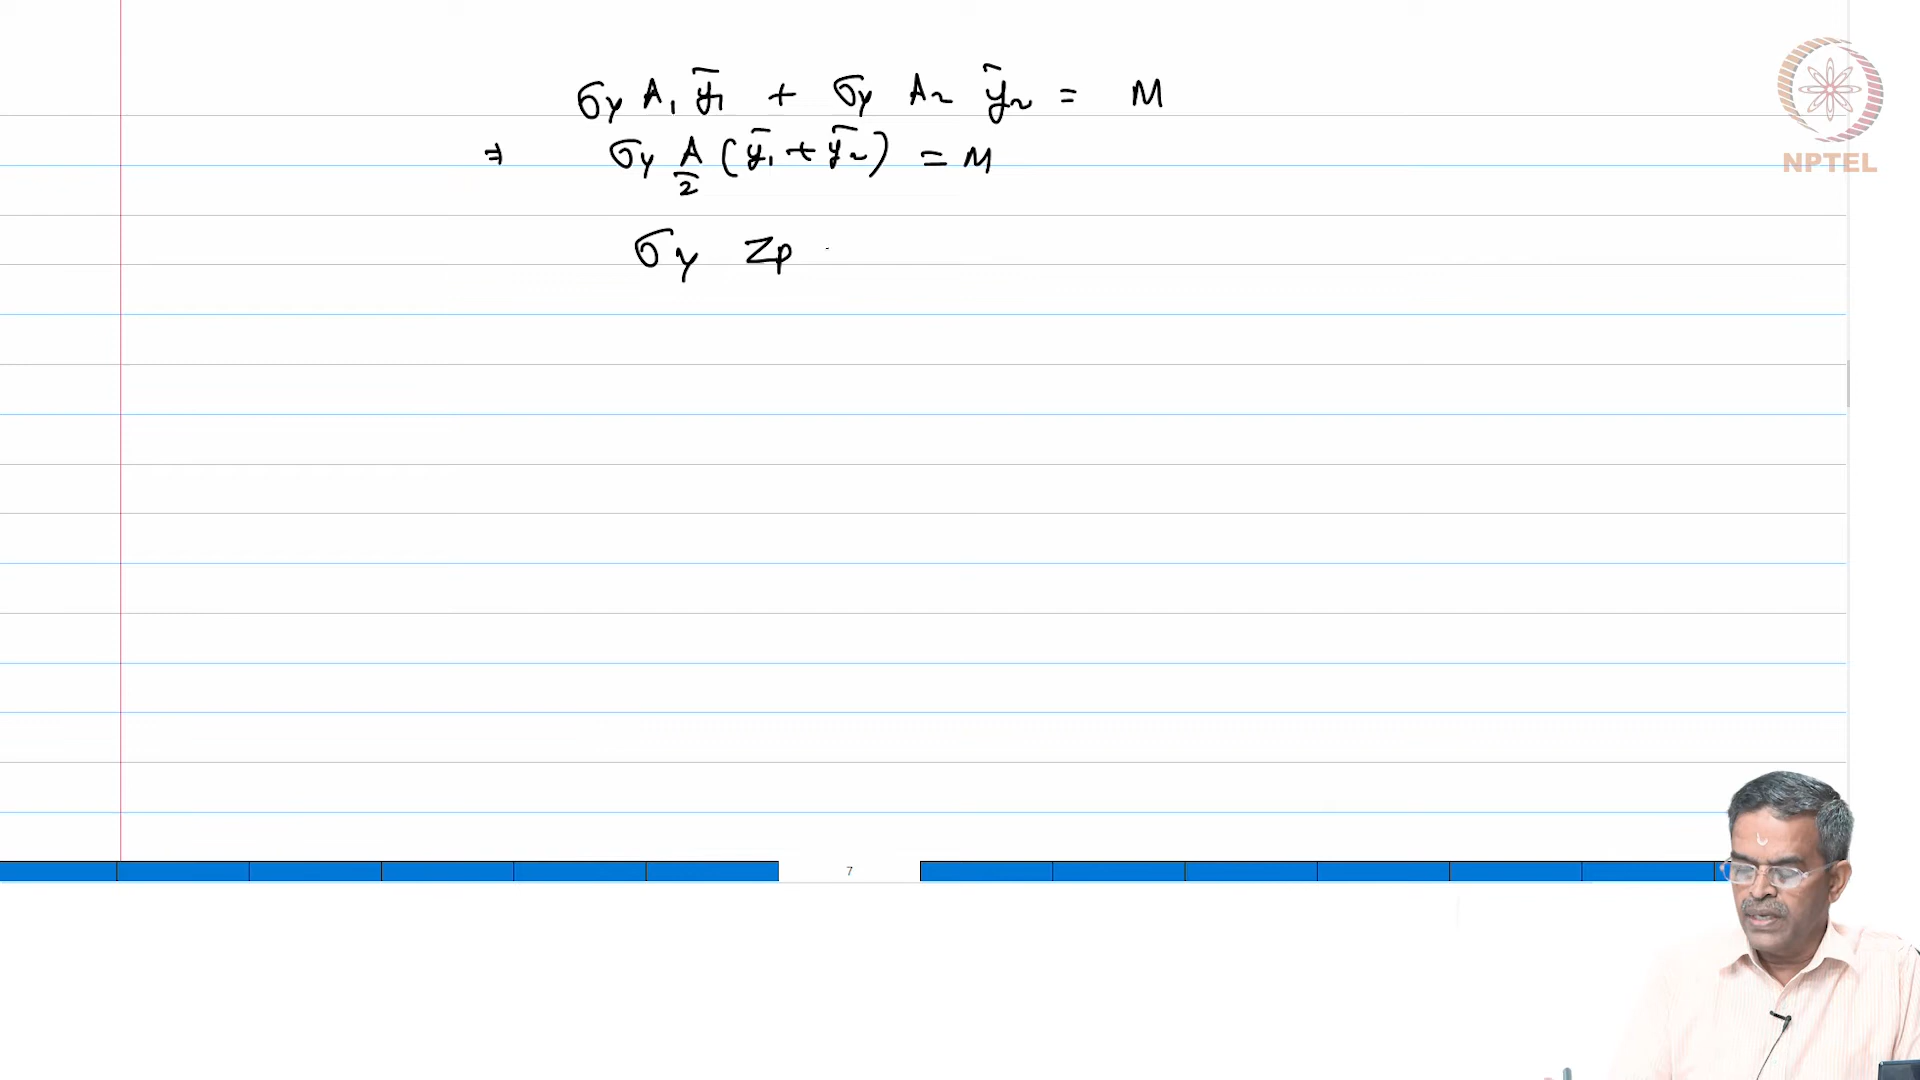 σy A₁ ȳ₁ + σy A₂ ȳ₂ = M
⇒ σy A/2 (ȳ₁ + ȳ₂) = M
σy Zp
NPTEL
7